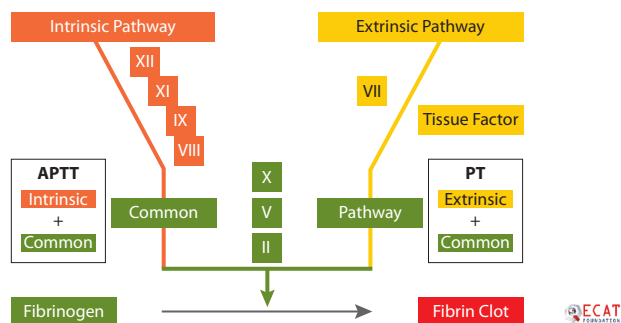 Intrinsic Pathway
Extrinsic Pathway
XII
XI
IX
VIII
VII
Tissue Factor
APTT
Intrinsic
+
Common
Common
X
V
II
Pathway
PT
Extrinsic
+
Common
Fibrinogen
Fibrin Clot
ECAT
FOUNDATION